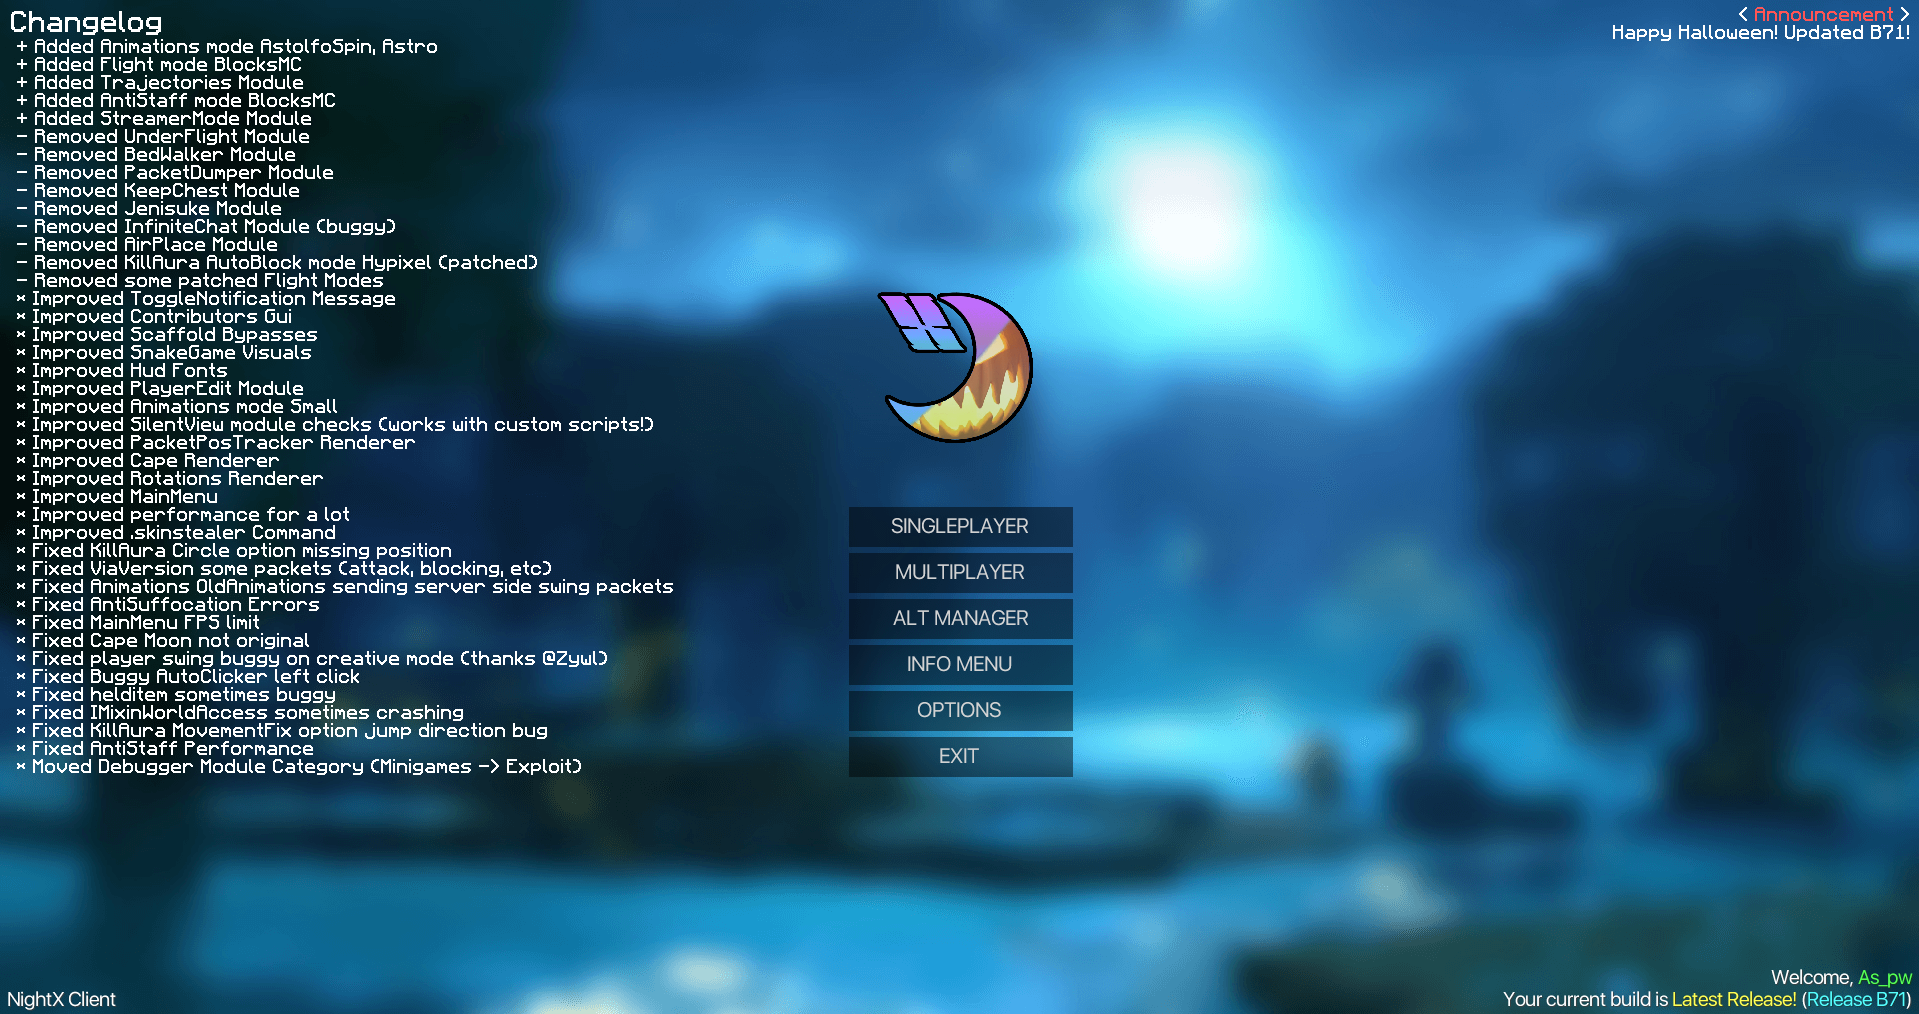 Changelog
+ Added Animations mode AstolfoSpin, Astro
+ Added Flight mode BlocksMC
+ Added Trajectories Module
+ Added AntiStaff mode BlocksMC
+ Added StreamerMode Module
- Removed UnderFlight Module
- Removed BedWalker Module
- Removed PacketDumper Module
- Removed KeepChest Module
- Removed Jenisuke Module
- Removed InfiniteChat Module (buggy)
- Removed AirPlace Module
- Removed KillAura AutoBlock mode Hypixel (patched)
- Removed some patched Flight Modes
* Improved ToggleNotification Message
* Improved Contributors Gui
* Improved Scaffold Bypasses
* Improved SnakeGame Visuals
* Improved Hud Fonts
* Improved PlayerEdit Module
* Improved Animations mode Small
* Improved SilentView module checks (works with custom scripts!)
* Improved PacketPosTracker Renderer
* Improved Cape Renderer
* Improved Rotations Renderer
* Improved MainMenu
* Improved performance for a lot
* Improved .skinstealer Command
* Fixed KillAura Circle option missing position
* Fixed ViaVersion some packets (attack, blocking, etc)
* Fixed Animations OldAnimations sending server side swing packets
* Fixed AntiSuffocation Errors
* Fixed MainMenu FPS limit
* Fixed Cape Moon not original
* Fixed player swing buggy on creative mode (thanks @Zywl)
* Fixed Buggy AutoClicker left click
* Fixed helditem sometimes buggy
* Fixed IMixinWorldAccess sometimes crashing
* Fixed KillAura MovementFix option jump direction bug
* Fixed AntiStaff Performance
* Moved Debugger Module Category (Minigames -> Exploit)
< Announcement >
Happy Halloween! Updated B71!
SINGLEPLAYER
MULTIPLAYER
ALT MANAGER
INFO MENU
OPTIONS
EXIT
NightX Client
Welcome, As_pw
Your current build is Latest Release! (Release B71)